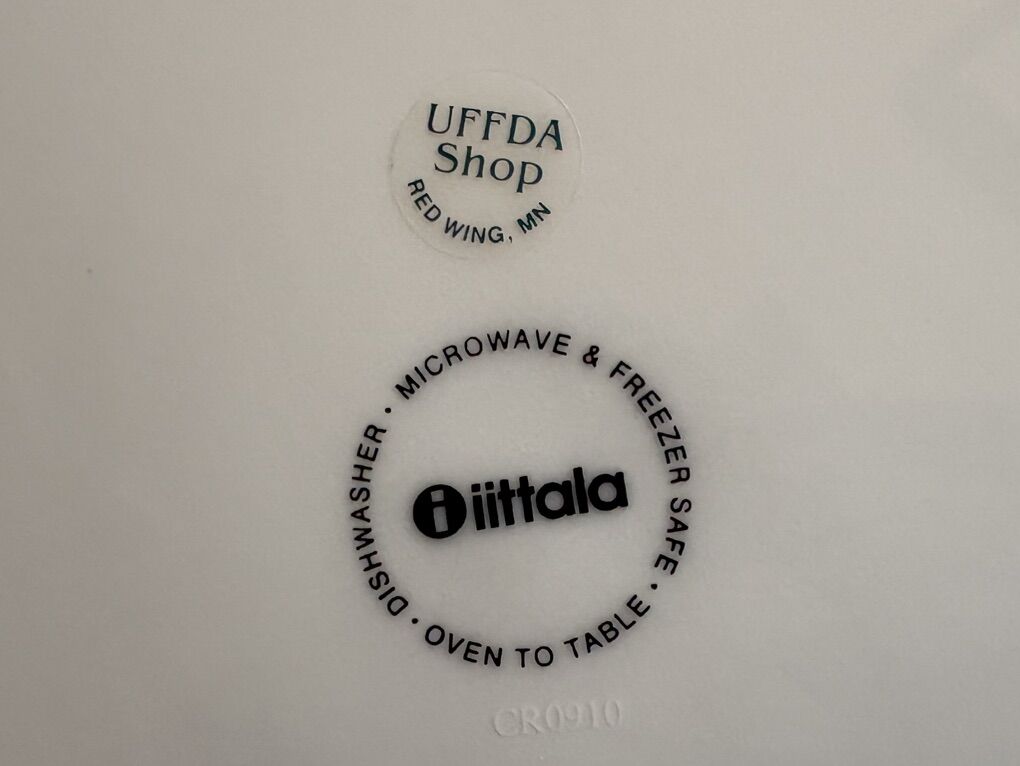 UFFDA
Shop
RED WING, MN
DISHWASHER • MICROWAVE & FREEZER SAFE • OVEN TO TABLE •
i iittala
CR0910